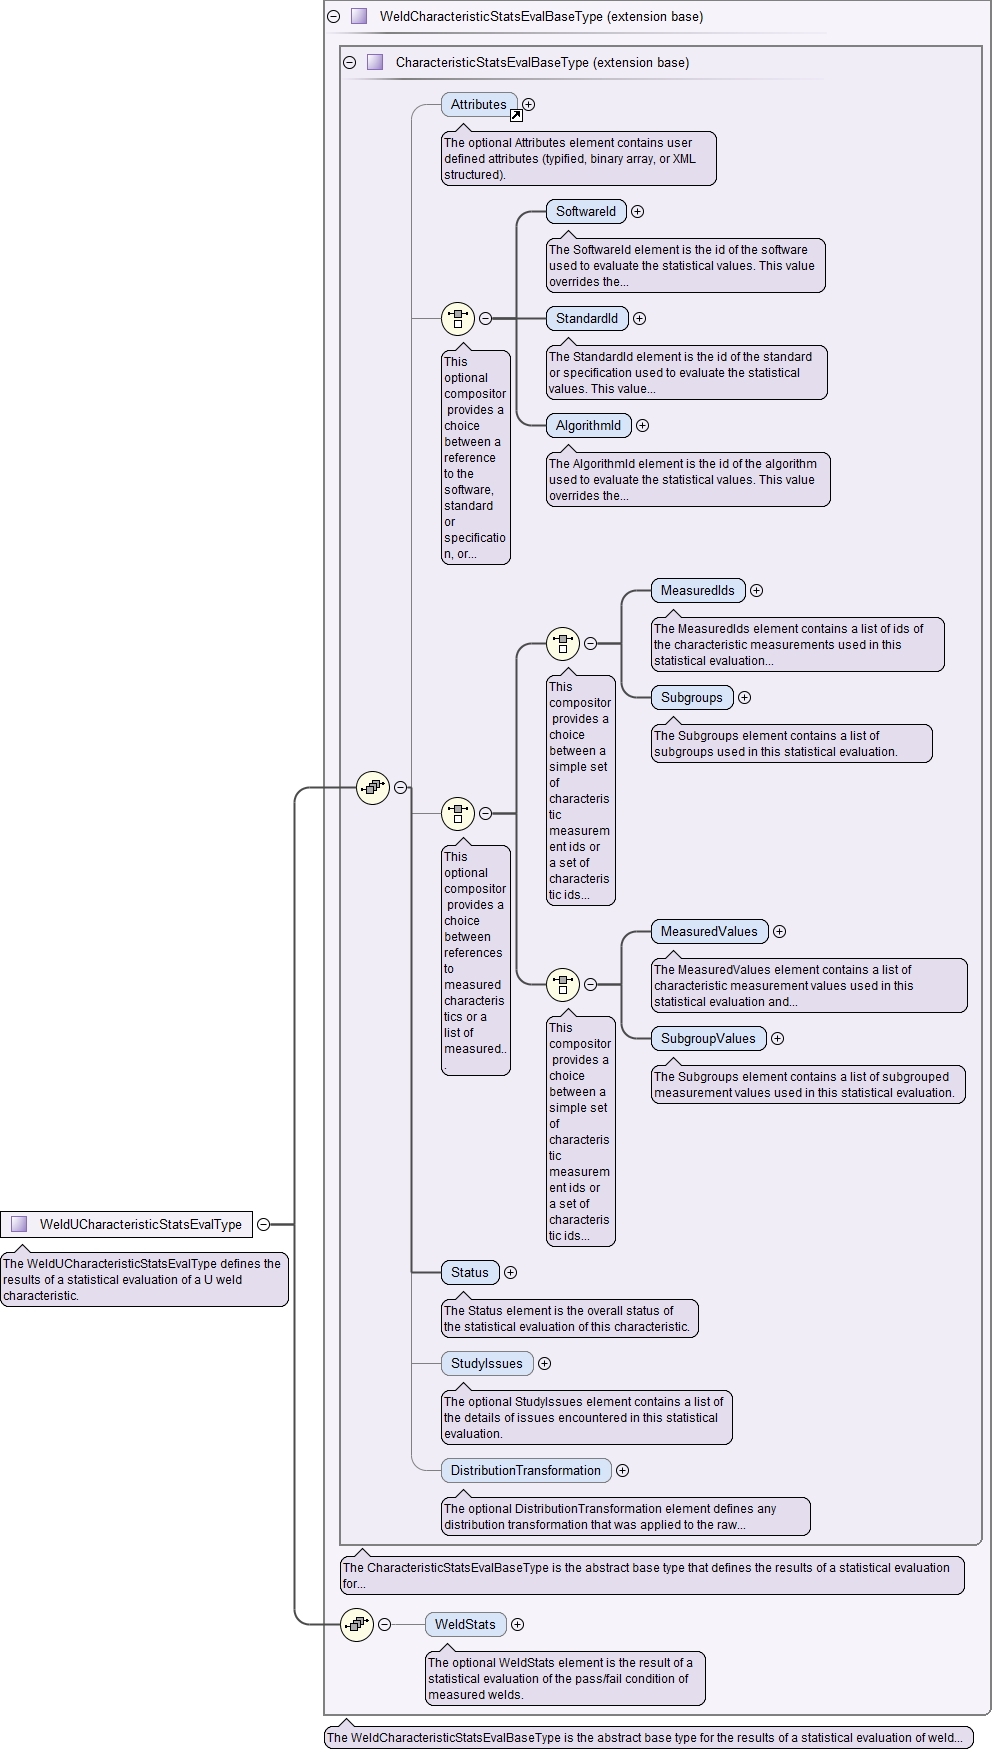 WeldCharacteristicStatsEvalBaseType (extension base)
CharacteristicStatsEvalBaseType (extension base)
Attributes
The optional Attributes element contains user
defined attributes (typified, binary array, or XML
structured).
SoftwareId
The SoftwareId element is the id of the software
used to evaluate the statistical values. This value
overrides the...
StandardId
The StandardId element is the id of the standard
or specification used to evaluate the statistical
values. This value...
This
optional
compositor
provides a
choice
between a
reference
to the
software,
standard
or
specificatio
n, or...
AlgorithmId
The AlgorithmId element is the id of the algorithm
used to evaluate the statistical values. This value
overrides the...
MeasuredIds
The MeasuredIds element contains a list of ids of
the characteristic measurements used in this
statistical evaluation...
Subgroups
The Subgroups element contains a list of
subgroups used in this statistical evaluation.
This
compositor
provides a
choice
between a
simple set
of
characteris
tic
measurem
ent ids or
a set of
characteris
tic ids...
This
optional
compositor
provides a
choice
between
references
to
measured
characteris
tics or a
list of
measured..
.
MeasuredValues
The MeasuredValues element contains a list of
characteristic measurement values used in this
statistical evaluation and...
SubgroupValues
The Subgroups element contains a list of subgrouped
measurement values used in this statistical evaluation.
This
compositor
provides a
choice
between a
simple set
of
characteris
tic
measurem
ent ids or
a set of
characteris
tic ids...
WeldUCharacteristicStatsEvalType
The WeldUCharacteristicStatsEvalType defines the
results of a statistical evaluation of a U weld
characteristic.
Status
The Status element is the overall status of
the statistical evaluation of this characteristic.
StudyIssues
The optional StudyIssues element contains a list of
the details of issues encountered in this statistical
evaluation.
DistributionTransformation
The optional DistributionTransformation element defines any
distribution transformation that was applied to the raw...
The CharacteristicStatsEvalBaseType is the abstract base type that defines the results of a statistical evaluation
for...
WeldStats
The optional WeldStats element is the result of a
statistical evaluation of the pass/fail condition of
measured welds.
The WeldCharacteristicStatsEvalBaseType is the abstract base type for the results of a statistical evaluation of weld...